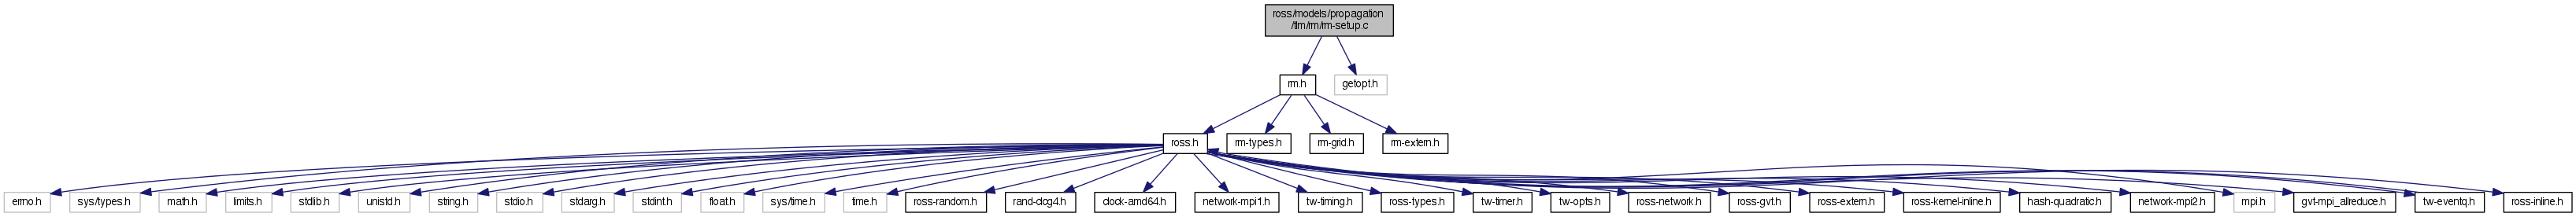 ross/models/propagation
/tlm/rm/rm-setup.c
rm.h
getopt.h
ross.h
rm-types.h
rm-grid.h
rm-extern.h
errno.h
sys/types.h
math.h
limits.h
stdlib.h
unistd.h
string.h
stdio.h
stdarg.h
stdint.h
float.h
sys/time.h
time.h
ross-random.h
rand-clcg4.h
clock-amd64.h
network-mpi1.h
tw-timing.h
ross-types.h
tw-timer.h
tw-opts.h
ross-network.h
ross-gvt.h
ross-extern.h
ross-kernel-inline.h
hash-quadratic.h
network-mpi2.h
mpi.h
gvt-mpi_allreduce.h
tw-eventq.h
ross-inline.h